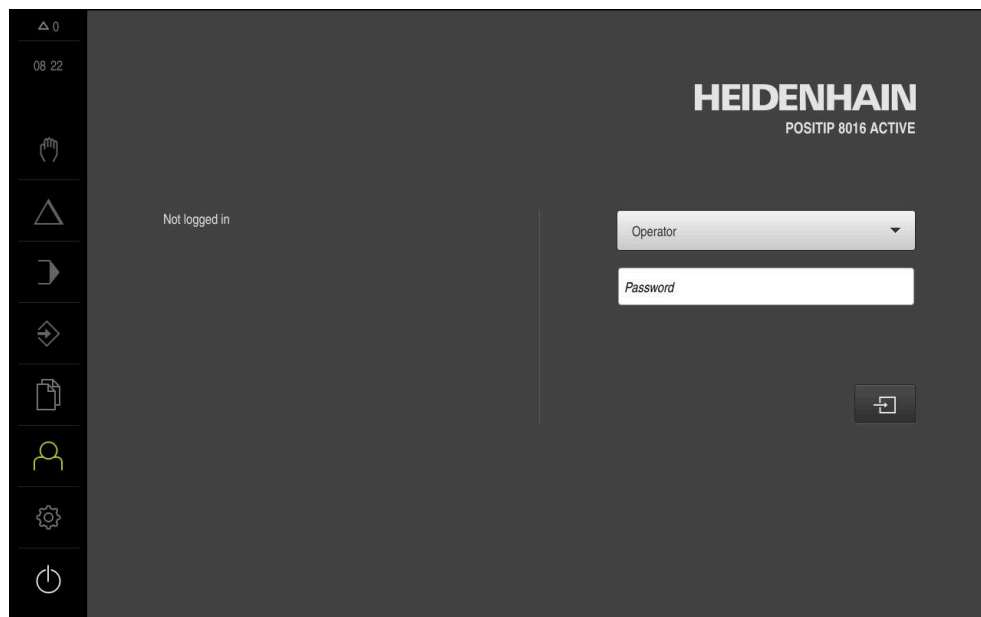 0
08 22
HEIDENHAIN
POSITIP 8016 ACTIVE
Not logged in
Operator
Password